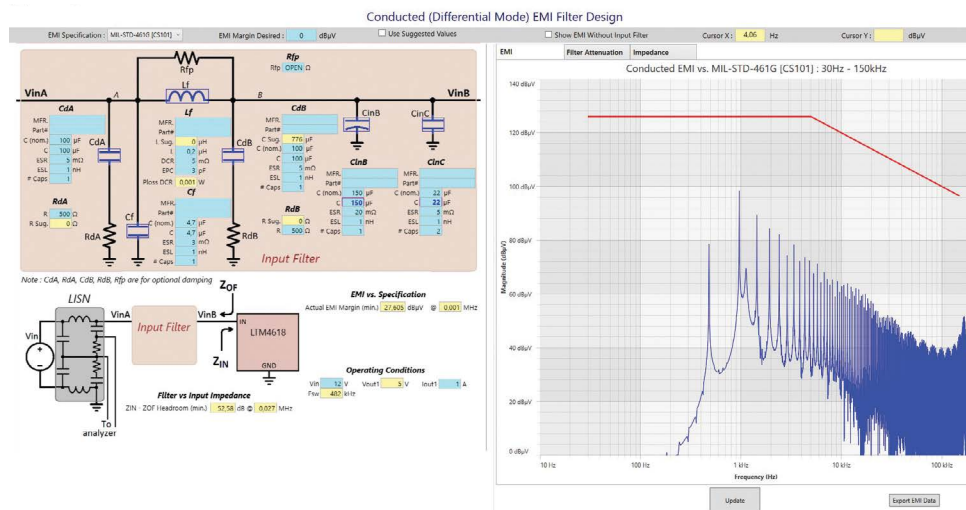 Conducted (Differential Mode) EMI Filter Design
EMI Specification : MIL-STD-461G [CS101] EMI Margin Desired : 0 dBµV Use Suggested Values
Show EMI Without Input Filter Cursor X : 4,06 Hz Cursor Y : dBµV
EMI Filter Attenuation Impedance
Conducted EMI vs. MIL-STD-461G [CS101] : 30Hz - 150kHz
140 dBµV
120 dBµV
100 dBµV
80 dBµV
60 dBµV
40 dBµV
20 dBµV
0 dBµV
Magnitude (dBµV)
10 Hz 100 Hz 1 kHz 10 kHz 100 kHz
Frequency (Hz)
Update Export EMI Data
Rfp
Rfp
Rfp OPEN Ω
VinA A Lf B VinB
CdA
MFR.
Part#
C (nom.) 100 µF
C 100 µF
ESR 5 mΩ
ESL 1 nH
# Caps 1
CdA
RdA
R 500 Ω
R Sug. 0 Ω
RdA
Lf
MFR.
Part#
L Sug. 0 µH
L 0,2 µH
DCR 5 mΩ
EPC 3 pF
Ploss DCR 0,001 W
Cf
Cf
MFR.
Part#
C (nom.) 4,7 µF
C 4,7 µF
ESR 3 mΩ
ESL 1 nH
# Caps 1
CdB
CdB
MFR.
Part#
C Sug. 776 µF
C (nom.) 100 µF
C 100 µF
ESR 5 mΩ
ESL 1 nH
# Caps 1
RdB
RdB
R Sug. 0 Ω
R 500 Ω
CinB
CinC
CinB
MFR.
Part#
C (nom.) 150 µF
C 150 µF
ESR 20 mΩ
ESL 1 nH
# Caps 1
CinC
MFR.
Part#
C (nom.) 22 µF
C 22 µF
ESR 3 mΩ
ESL 1 nH
# Caps 2
Input Filter
Note : CdA, RdA, CdB, RdB, Rfp are for optional damping
LISN
Vin
VinA
Input Filter
VinB
ZOF
ZIN
IN
LTM4618
GND
To
analyzer
EMI vs. Specification
Actual EMI Margin (min.) 27,605 dBµV @ 0,001 MHz
Operating Conditions
Vin 12 V Vout1 5 V Iout1 1 A
Fsw 482 kHz
Filter vs Input Impedance
ZIN - ZOF Headroom (min.) 52,58 dB @ 0,027 MHz